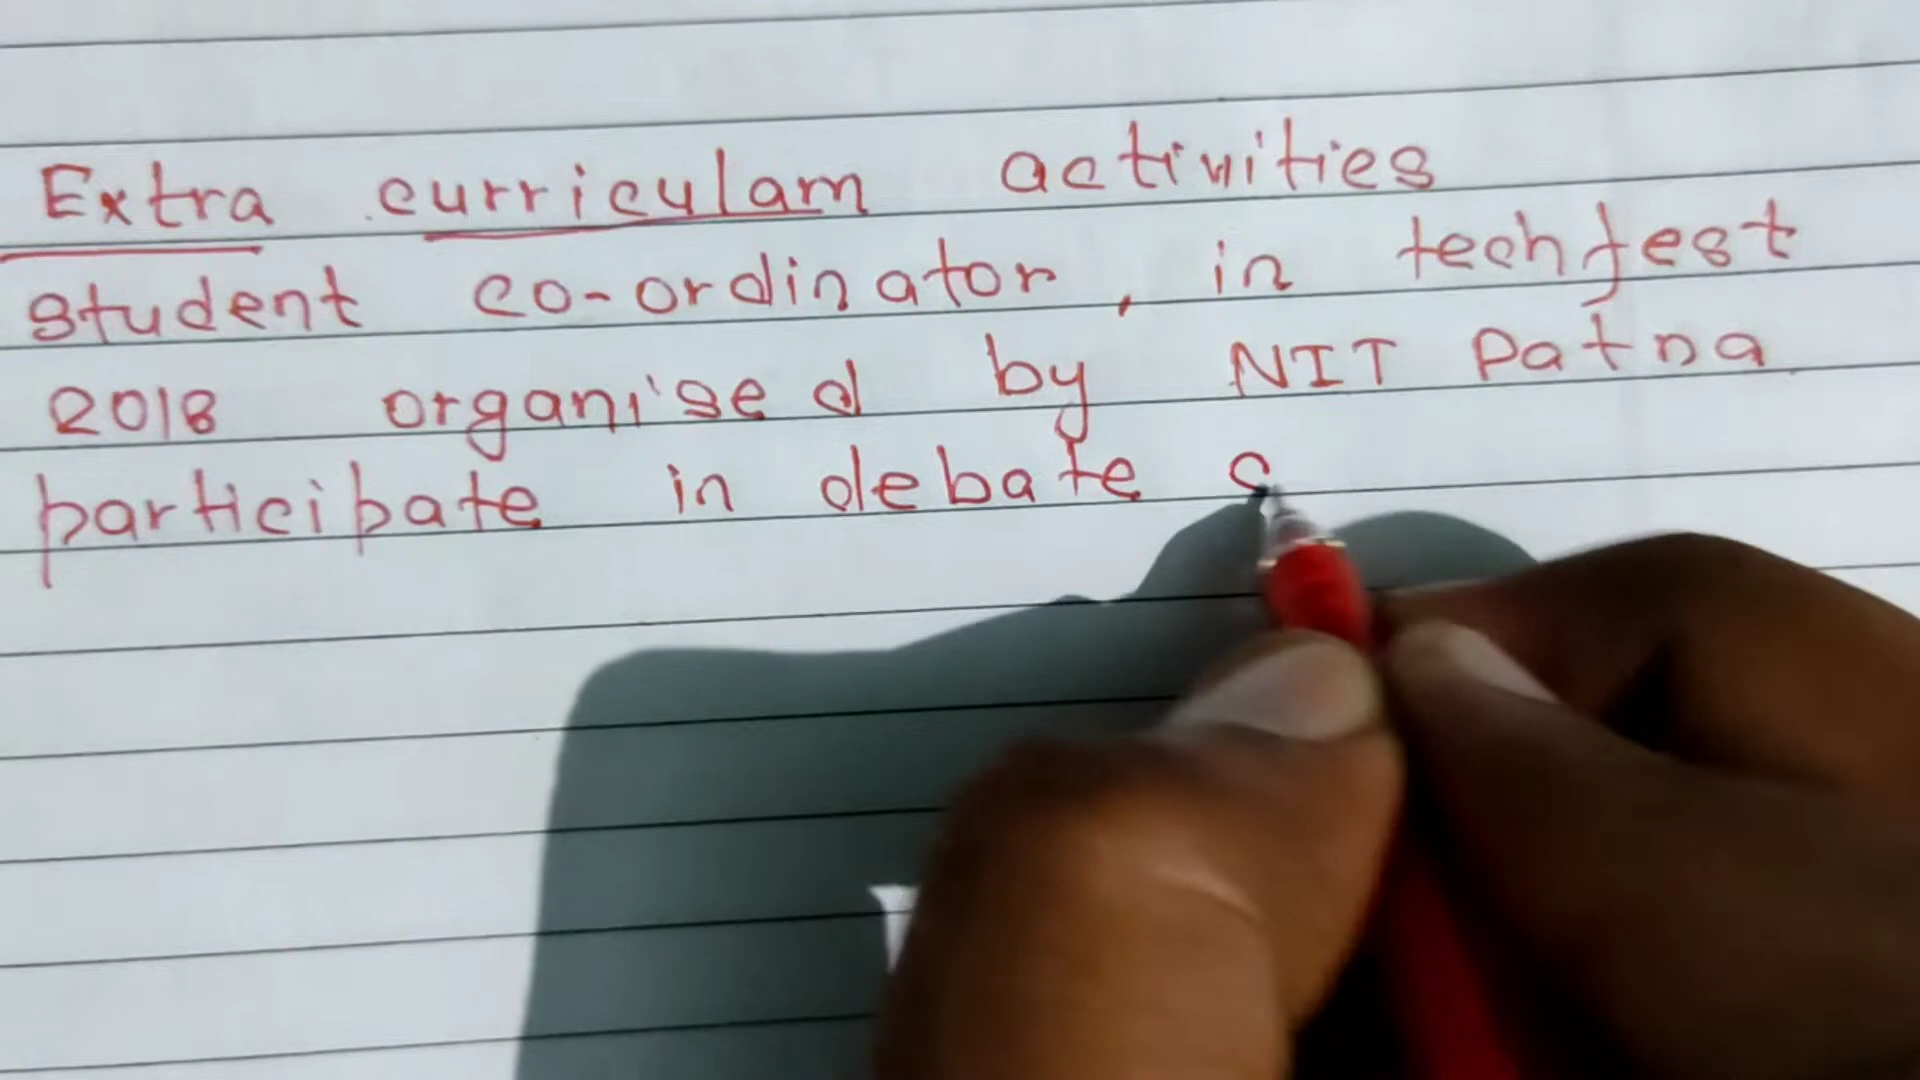 Extra curriculam activities
student co-ordinator, in techfest
2018 organised by NIT Patna
participate in debate